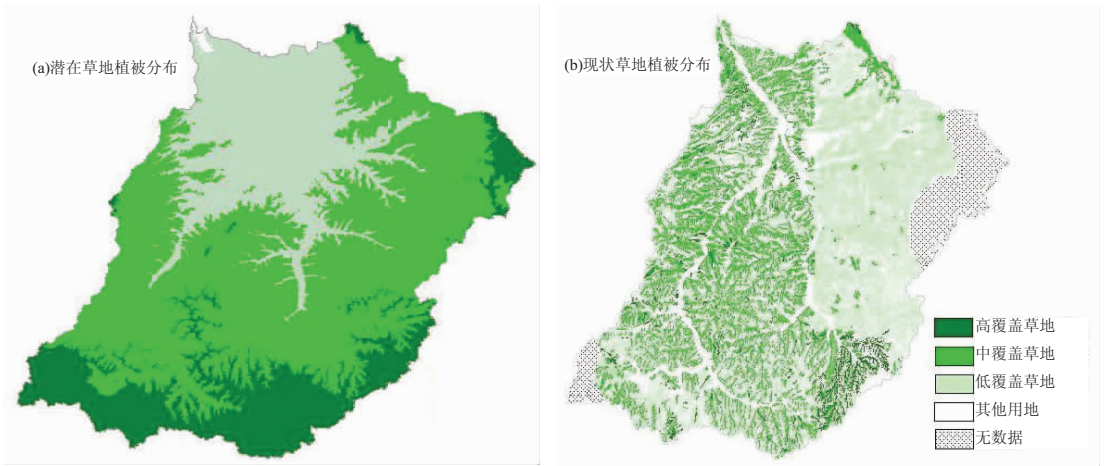 (a)潜在草地植被分布
(b)现状草地植被分布
高覆盖草地
中覆盖草地
低覆盖草地
其他用地
无数据